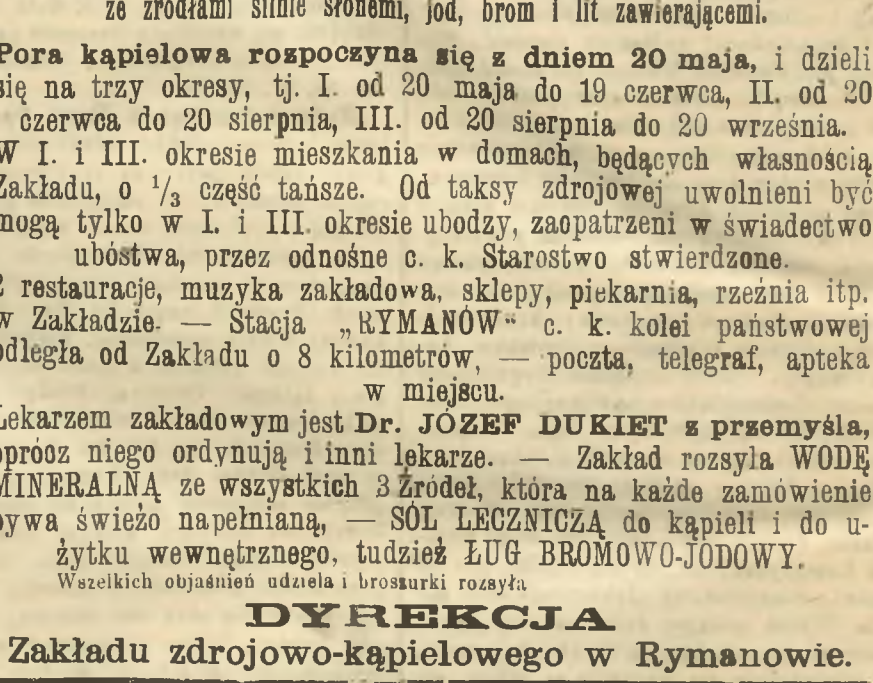 ze źródłami silnie słonemi, jod, brom i lit zawierającemi.
Pora kąpielowa rozpoczyna się z dniem 20 maja, i dzieli
się na trzy okresy, tj. I. od 20 maja do 19 czerwca, II. od 20
czerwca do 20 sierpnia, III. od 20 sierpnia do 20 września.
W I. i III. okresie mieszkania w domach, będących własnością
Zakładu, o 1/3 część tańsze. Od taksy zdrojowej uwolnieni być
mogą tylko w I. i III. okresie ubodzy, zaopatrzeni w świadectwo
ubóstwa, przez odnośne c. k. Starostwo stwierdzone.
2 restauracje, muzyka zakładowa, sklepy, piekarnia, rzeźnia itp.
w Zakładzie. — Stacja „RYMANÓW“ c. k. kolei państwowej
odległa od Zakładu o 8 kilometrów, — poczta, telegraf, apteka
w miejscu.
Lekarzem zakładowym jest Dr. JÓZEF DUKIET z przemyśla,
oprócz niego ordynują i inni lekarze. — Zakład rozsyla WODĘ
MINERALNĄ ze wszystkich 3 Źródeł, która na każde zamówienie
bywa świeżo napełnianą, — SÓL LECZNICZĄ do kąpieli i do u-
żytku wewnętrznego, tudzież ŁUG BROMOWO-JODOWY.
Wszelkich objaśnień udziela i broszurki rozsyła
DYREKCJA
Zakładu zdrojowo-kąpielowego w Rymanowie.